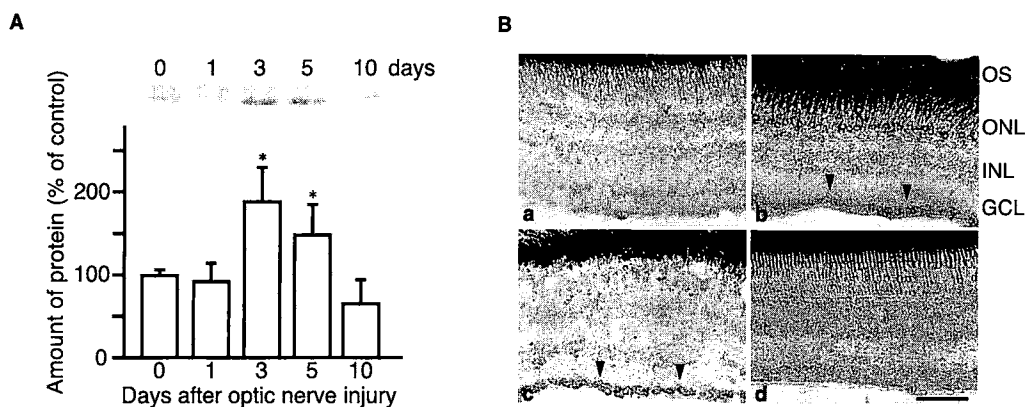 A
0 1 3 5 10 days
Amount of protein (% of control)
200
100
0
* *
0 1 3 5 10
Days after optic nerve injury
B
a
b
c
d
OS
ONL
INL
GCL